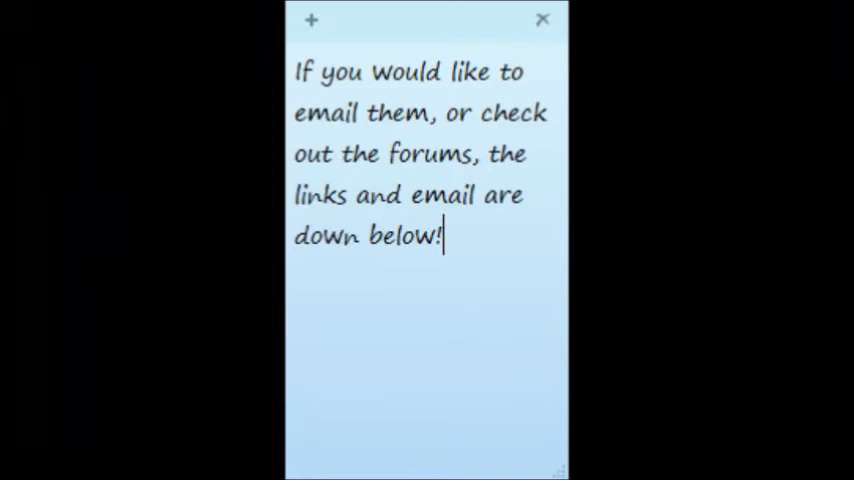 If you would like to
email them, or check
out the forums, the
links and email are
down below!